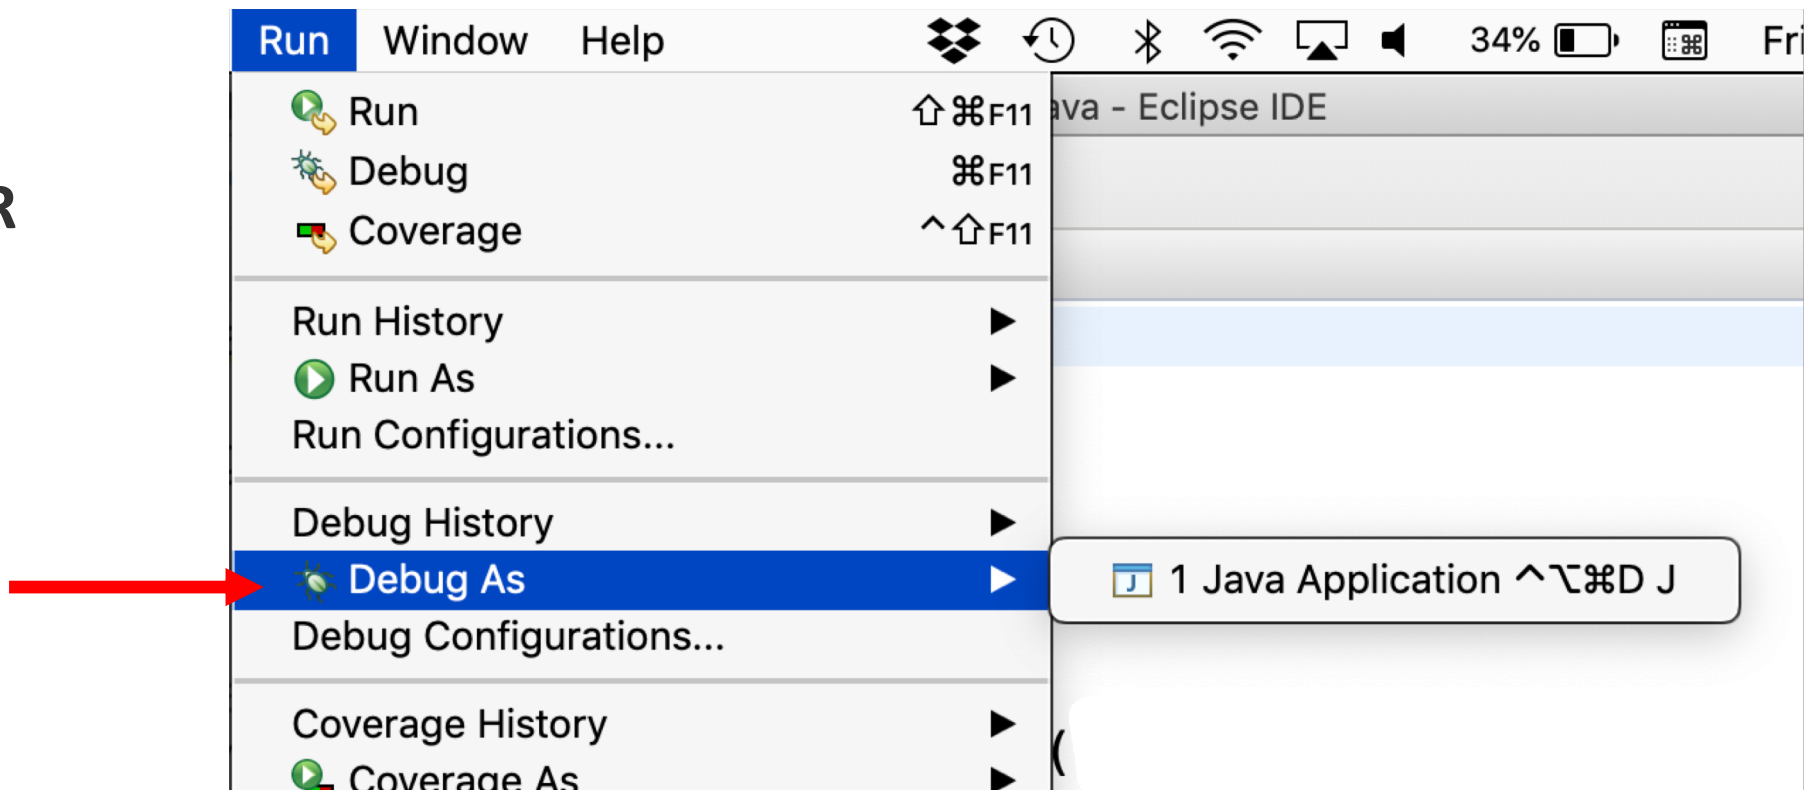 Run Window Help 34% Fri
Run ⇧⌘F11
ava - Eclipse IDE
Debug ⌘F11
R
Coverage ^⇧F11
Run History
Run As
Run Configurations...
Debug History
Debug As
1 Java Application ^⌥⌘D J
Debug Configurations...
Coverage History
(
Coverage As